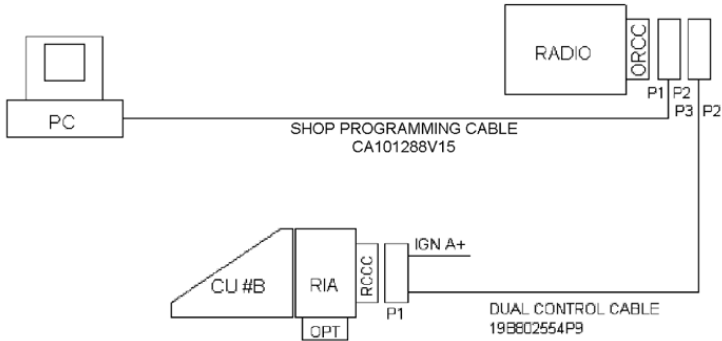 RADIO
ORCC
P1 P2
P3 P2
PC
SHOP PROGRAMMING CABLE
CA101288V15
IGN A+
CU #B
RIA
RCCC
P1
OPT
DUAL CONTROL CABLE
19B802554P9